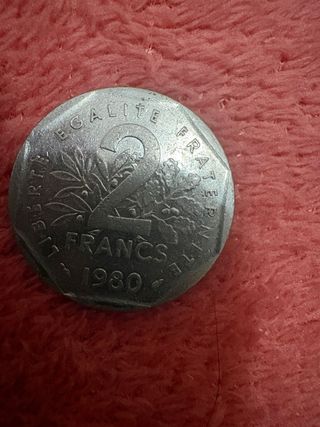 LIBERTE EGALITE FRATERNITE
2
FRANCS
1980